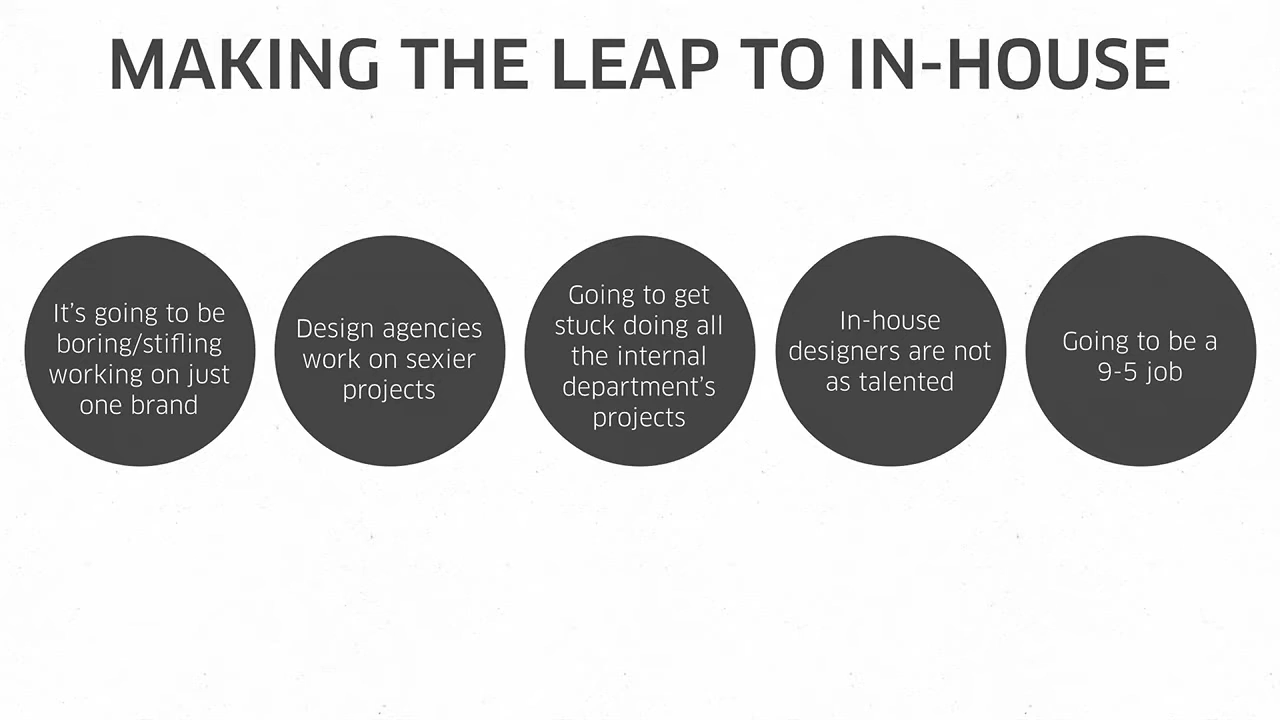 MAKING THE LEAP TO IN-HOUSE
It's going to be
boring/stifling
working on just
one brand
Design agencies
work on sexier
projects
Going to get
stuck doing all
the internal
department's
projects
In-house
designers are not
as talented
Going to be a
9-5 job